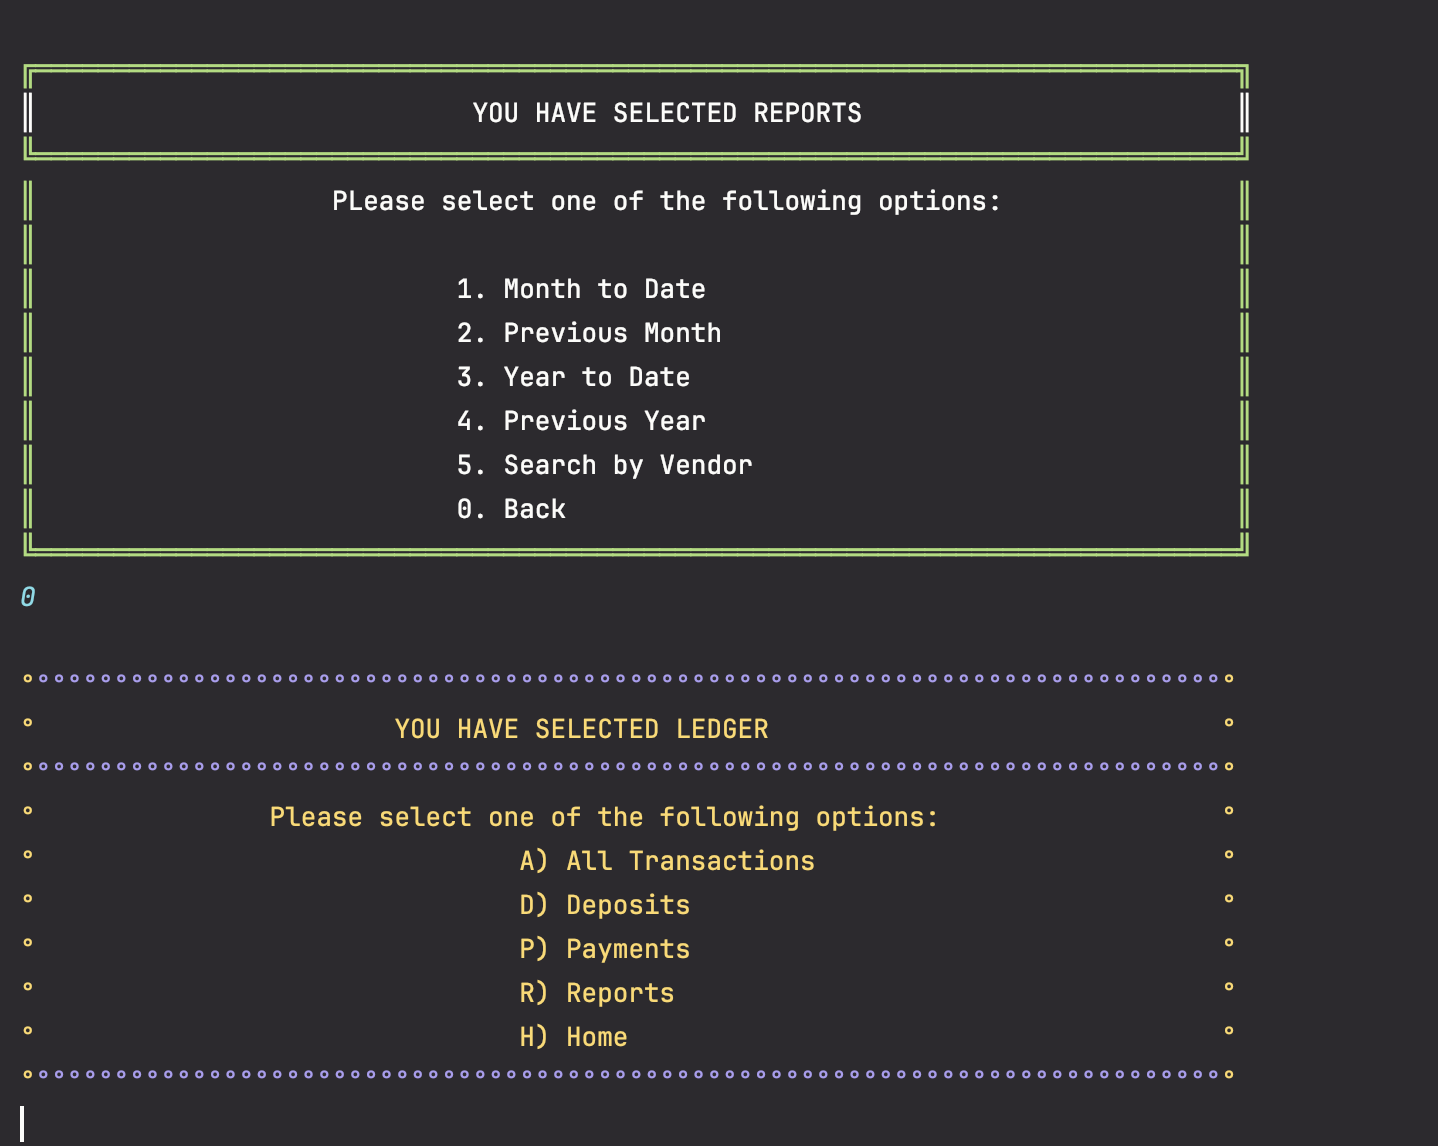 YOU HAVE SELECTED REPORTS
PLease select one of the following options:
1. Month to Date
2. Previous Month
3. Year to Date
4. Previous Year
5. Search by Vendor
0. Back
0
YOU HAVE SELECTED LEDGER
Please select one of the following options:
A) All Transactions
D) Deposits
P) Payments
R) Reports
H) Home